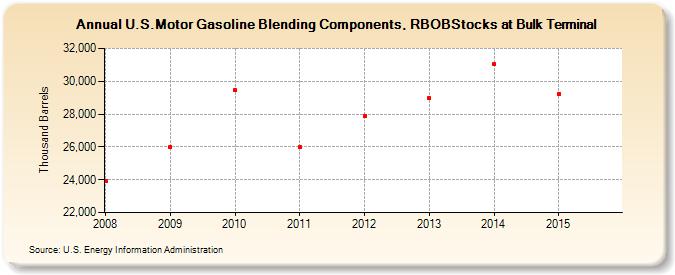 Annual U.S. Motor Gasoline Blending Components, RBOBStocks at Bulk Terminal
Thousand Barrels
32,000
30,000
28,000
26,000
24,000
22,000
2008 2009 2010 2011 2012 2013 2014 2015
Source: U.S. Energy Information Administration